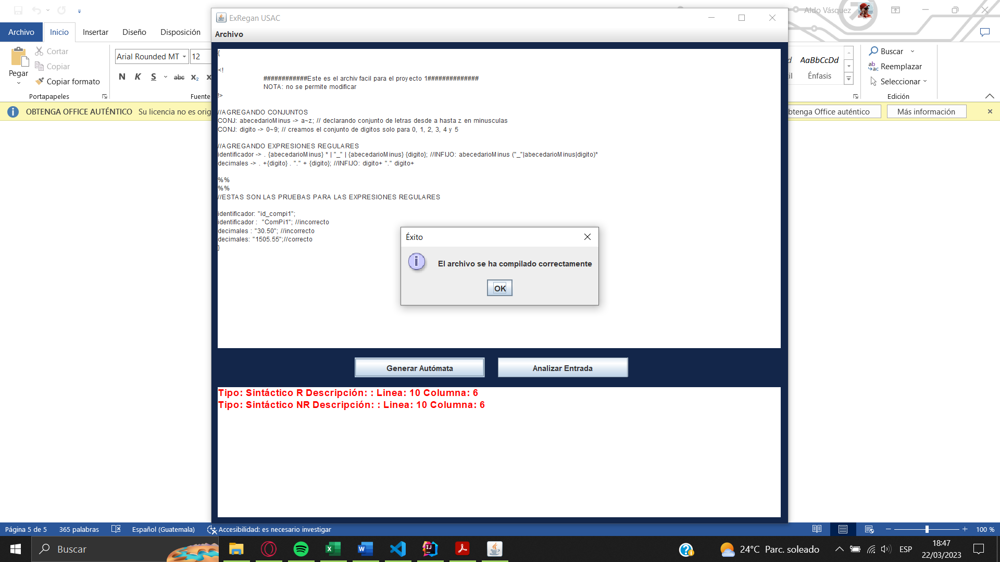 Aldo Vásquez
Archivo
Inicio
Insertar
Diseño
Disposición
Cortar
Copiar
Copiar formato
Pegar
Portapapeles
Arial Rounded MT
12
N K S abc x₂ x
Fuente
AaBbCcDd
Énfasis
Buscar
Reemplazar
Seleccionar
Edición
OBTENGA OFFICE AUTÉNTICO Su licencia no es orig
btenga Office auténtico
Más información
ExRegan USAC
Archivo
{
<!
############Este es el archiv facil para el proyecto 1##############
NOTA: no se permite modificar
!>
//AGREGANDO CONJUNTOS
CONJ: abecedarioMinus -> a~z; // declarando conjunto de letras desde a hasta z en minusculas
CONJ: digito -> 0~9; // creamos el conjunto de digitos solo para 0, 1, 2, 3, 4 y 5
//AGREGANDO EXPRESIONES REGULARES
identificador -> . {abecedarioMinus} * | "_" | {abecedarioMinus} {digito}; //INFIJO: abecedarioMinus ("_"|abecedarioMinus|digito)*
decimales -> . +{digito} . "." + {digito}; //INFIJO: digito+ "." digito+
%%
%%
//ESTAS SON LAS PRUEBAS PARA LAS EXPRESIONES REGULARES
identificador: "id_compi1";
identificador :  "ComPi1"; //incorrecto
decimales : "30.50"; //incorrecto
decimales: "1505.55";//correcto
}
Éxito
El archivo se ha compilado correctamente
OK
Generar Autómata
Analizar Entrada
Tipo: Sintáctico R Descripción: : Linea: 10 Columna: 6
Tipo: Sintáctico NR Descripción: : Linea: 10 Columna: 6
Página 5 de 5
365 palabras
Español (Guatemala)
Accesibilidad: es necesario investigar
100 %
Buscar
24°C Parc. soleado
ESP
18:47
22/03/2023